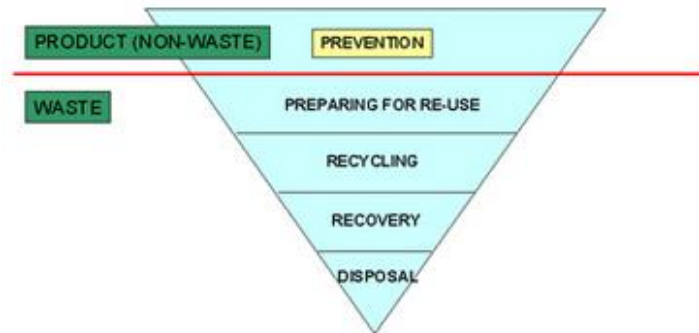 PRODUCT (NON-WASTE)
PREVENTION
WASTE
PREPARING FOR RE-USE
RECYCLING
RECOVERY
DISPOSAL